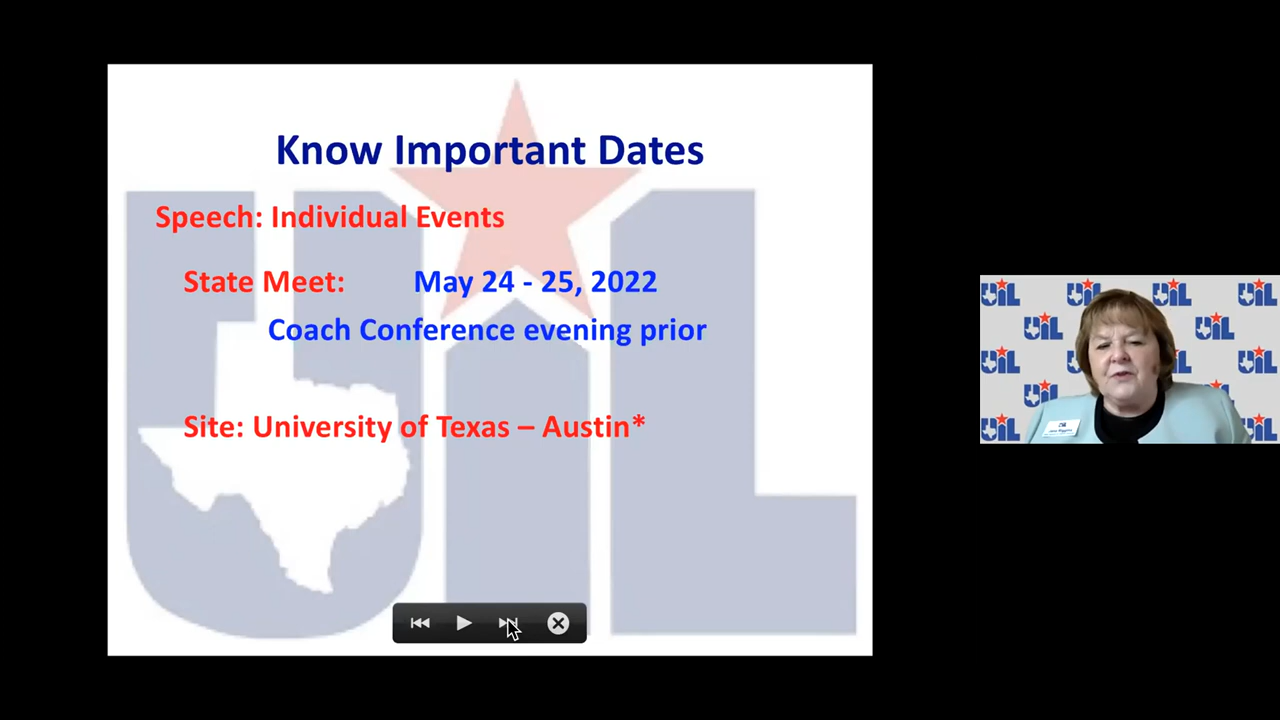 Know Important Dates
Speech: Individual Events
State Meet: May 24 - 25, 2022
Coach Conference evening prior
Site: University of Texas – Austin*
UIL